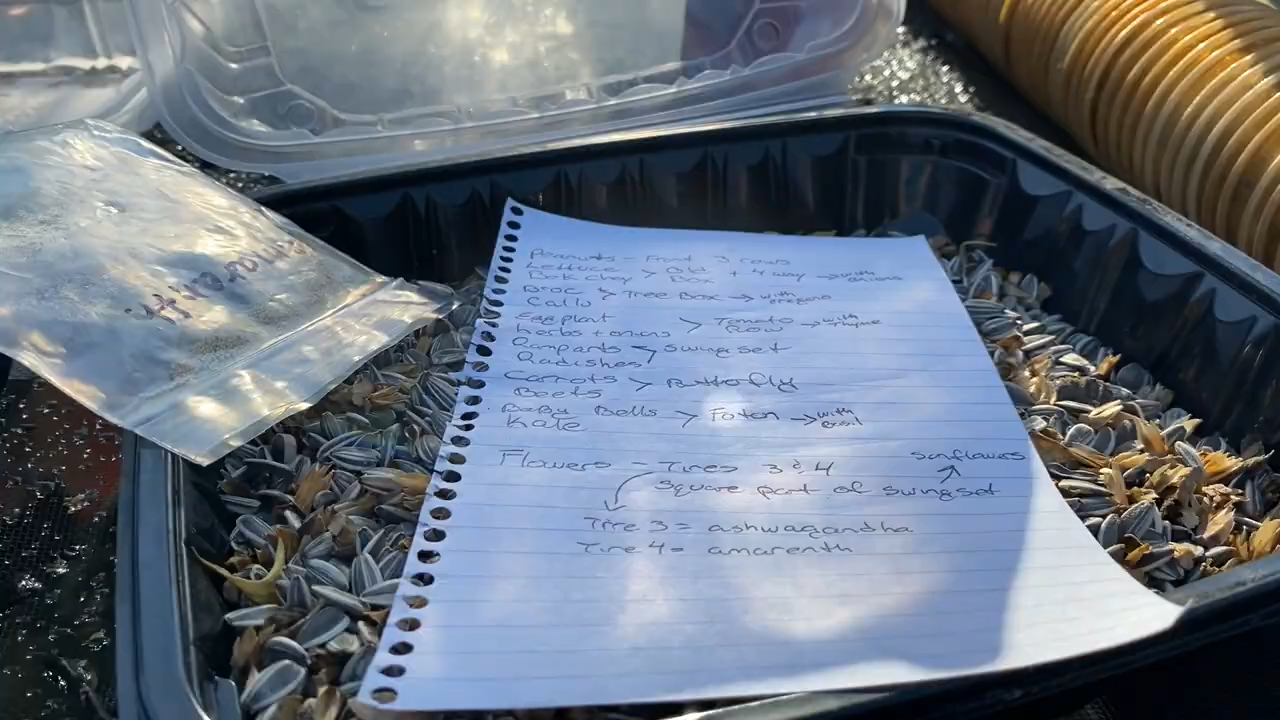 Peanuts - Front 3 rows
Lettuce
Bok choy > Old Box + 4 way → with onions
Broc
Callo > Tree Box → with oregano
Eggplant
herbs + onions > Tomato Row → with Thyme
Ramparts
Radishes > swingset
Carrots
Beets > Butterfly
Baby Bells
Kale > → with basil
Flowers - Tires 3 & 4
sunflowers
square part of swingset
Tire 3 = ashwagandha
Tire 4 = amarenth